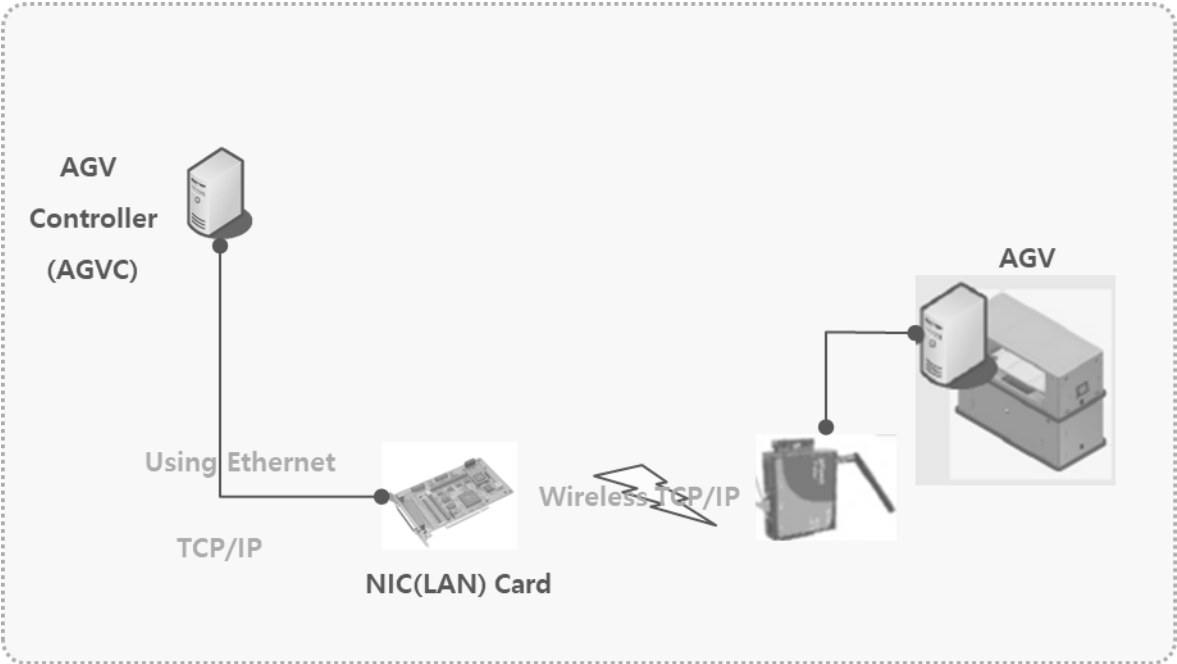 AGV
Controller
(AGVC)
AGV
Using Ethernet
TCP/IP
Wireless TCP/IP
NIC(LAN) Card